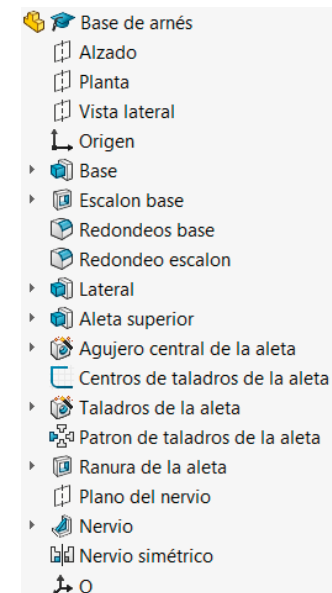 Base de arnés
Alzado
Planta
Vista lateral
Origen
Base
Escalon base
Redondeos base
Redondeo escalon
Lateral
Aleta superior
Agujero central de la aleta
Centros de taladros de la aleta
Taladros de la aleta
Patron de taladros de la aleta
Ranura de la aleta
Plano del nervio
Nervio
Nervio simétrico
O